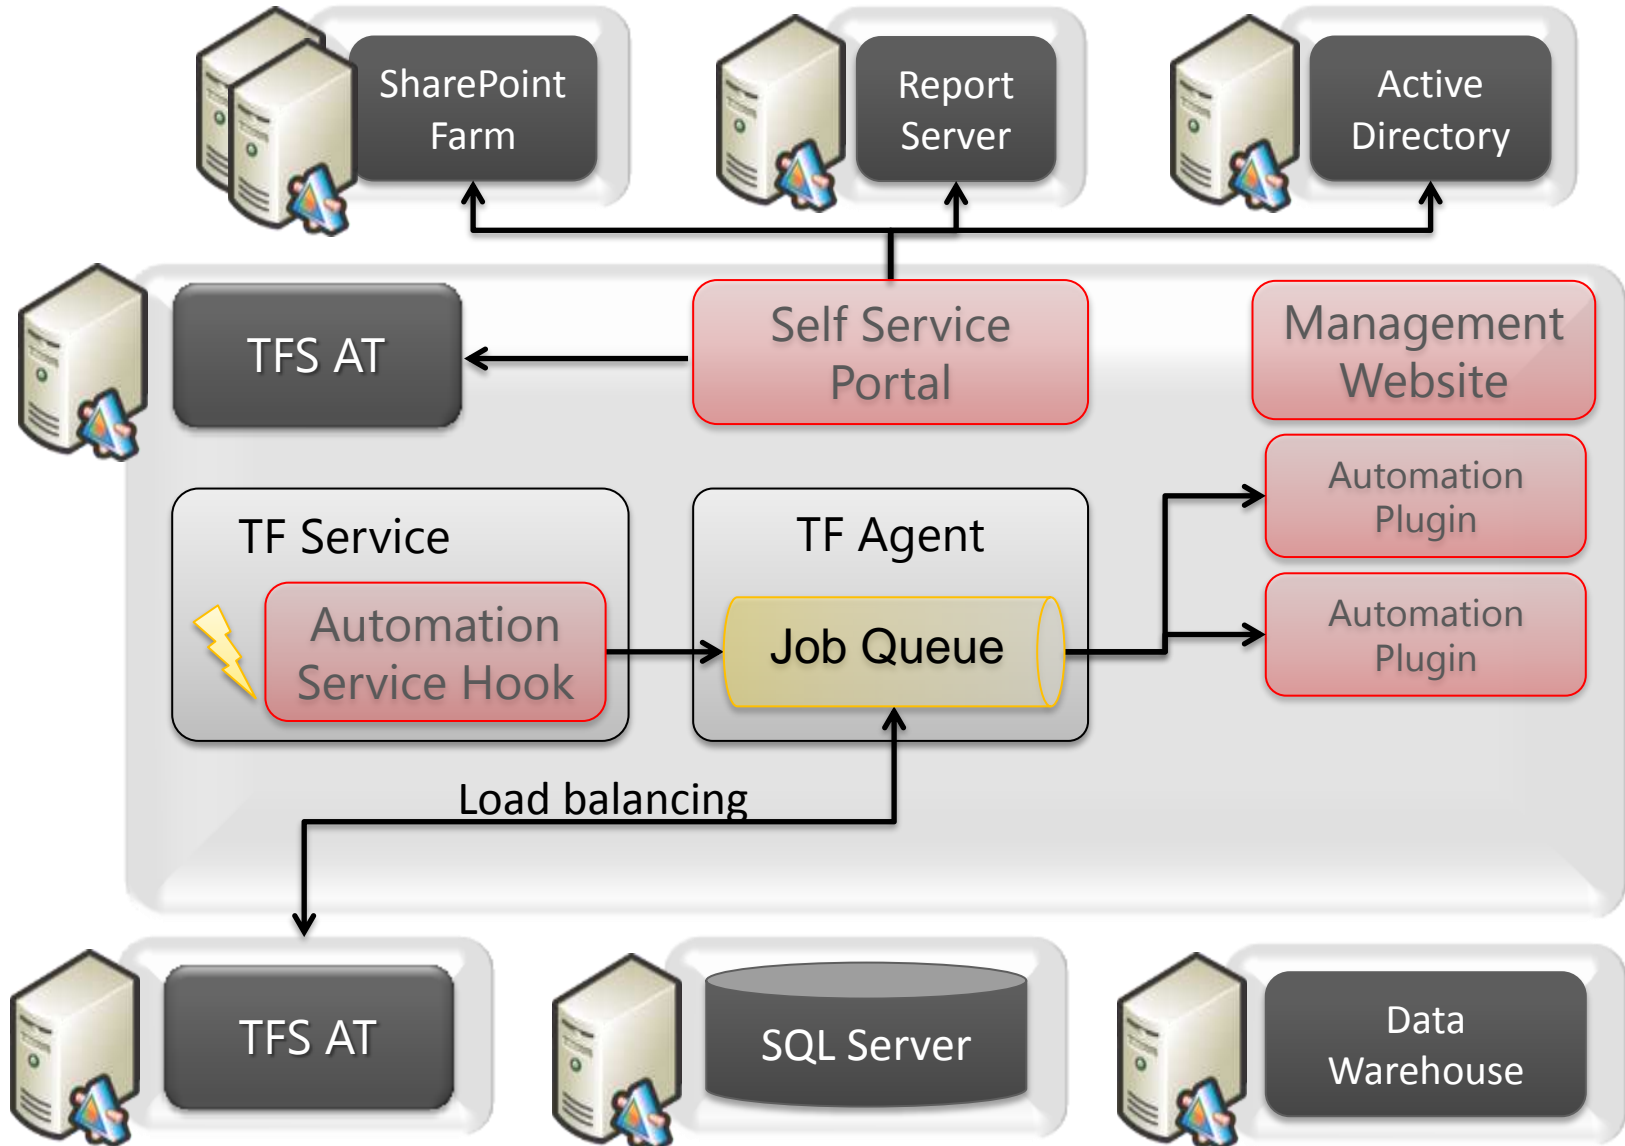 SharePoint
Farm
Report
Server
Active
Directory
TFS AT
Self Service
Portal
Management
Website
TF Service
Automation
Service Hook
TF Agent
Job Queue
Automation
Plugin
Automation
Plugin
Load balancing
TFS AT
SQL Server
Data
Warehouse